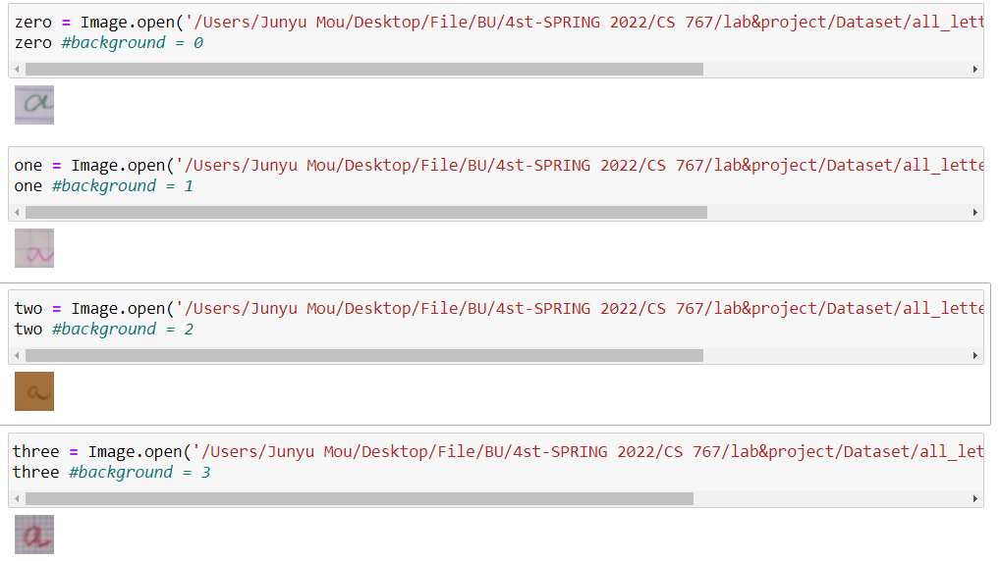 zero = Image.open('/Users/Junyu Mou/Desktop/File/BU/4st-SPRING 2022/CS 767/lab&project/Dataset/all_lett
zero #background = 0
a
one = Image.open('/Users/Junyu Mou/Desktop/File/BU/4st-SPRING 2022/CS 767/lab&project/Dataset/all_lette
one #background = 1
a
two = Image.open('/Users/Junyu Mou/Desktop/File/BU/4st-SPRING 2022/CS 767/lab&project/Dataset/all_lette
two #background = 2
a
three = Image.open('/Users/Junyu Mou/Desktop/File/BU/4st-SPRING 2022/CS 767/lab&project/Dataset/all_let
three #background = 3
a